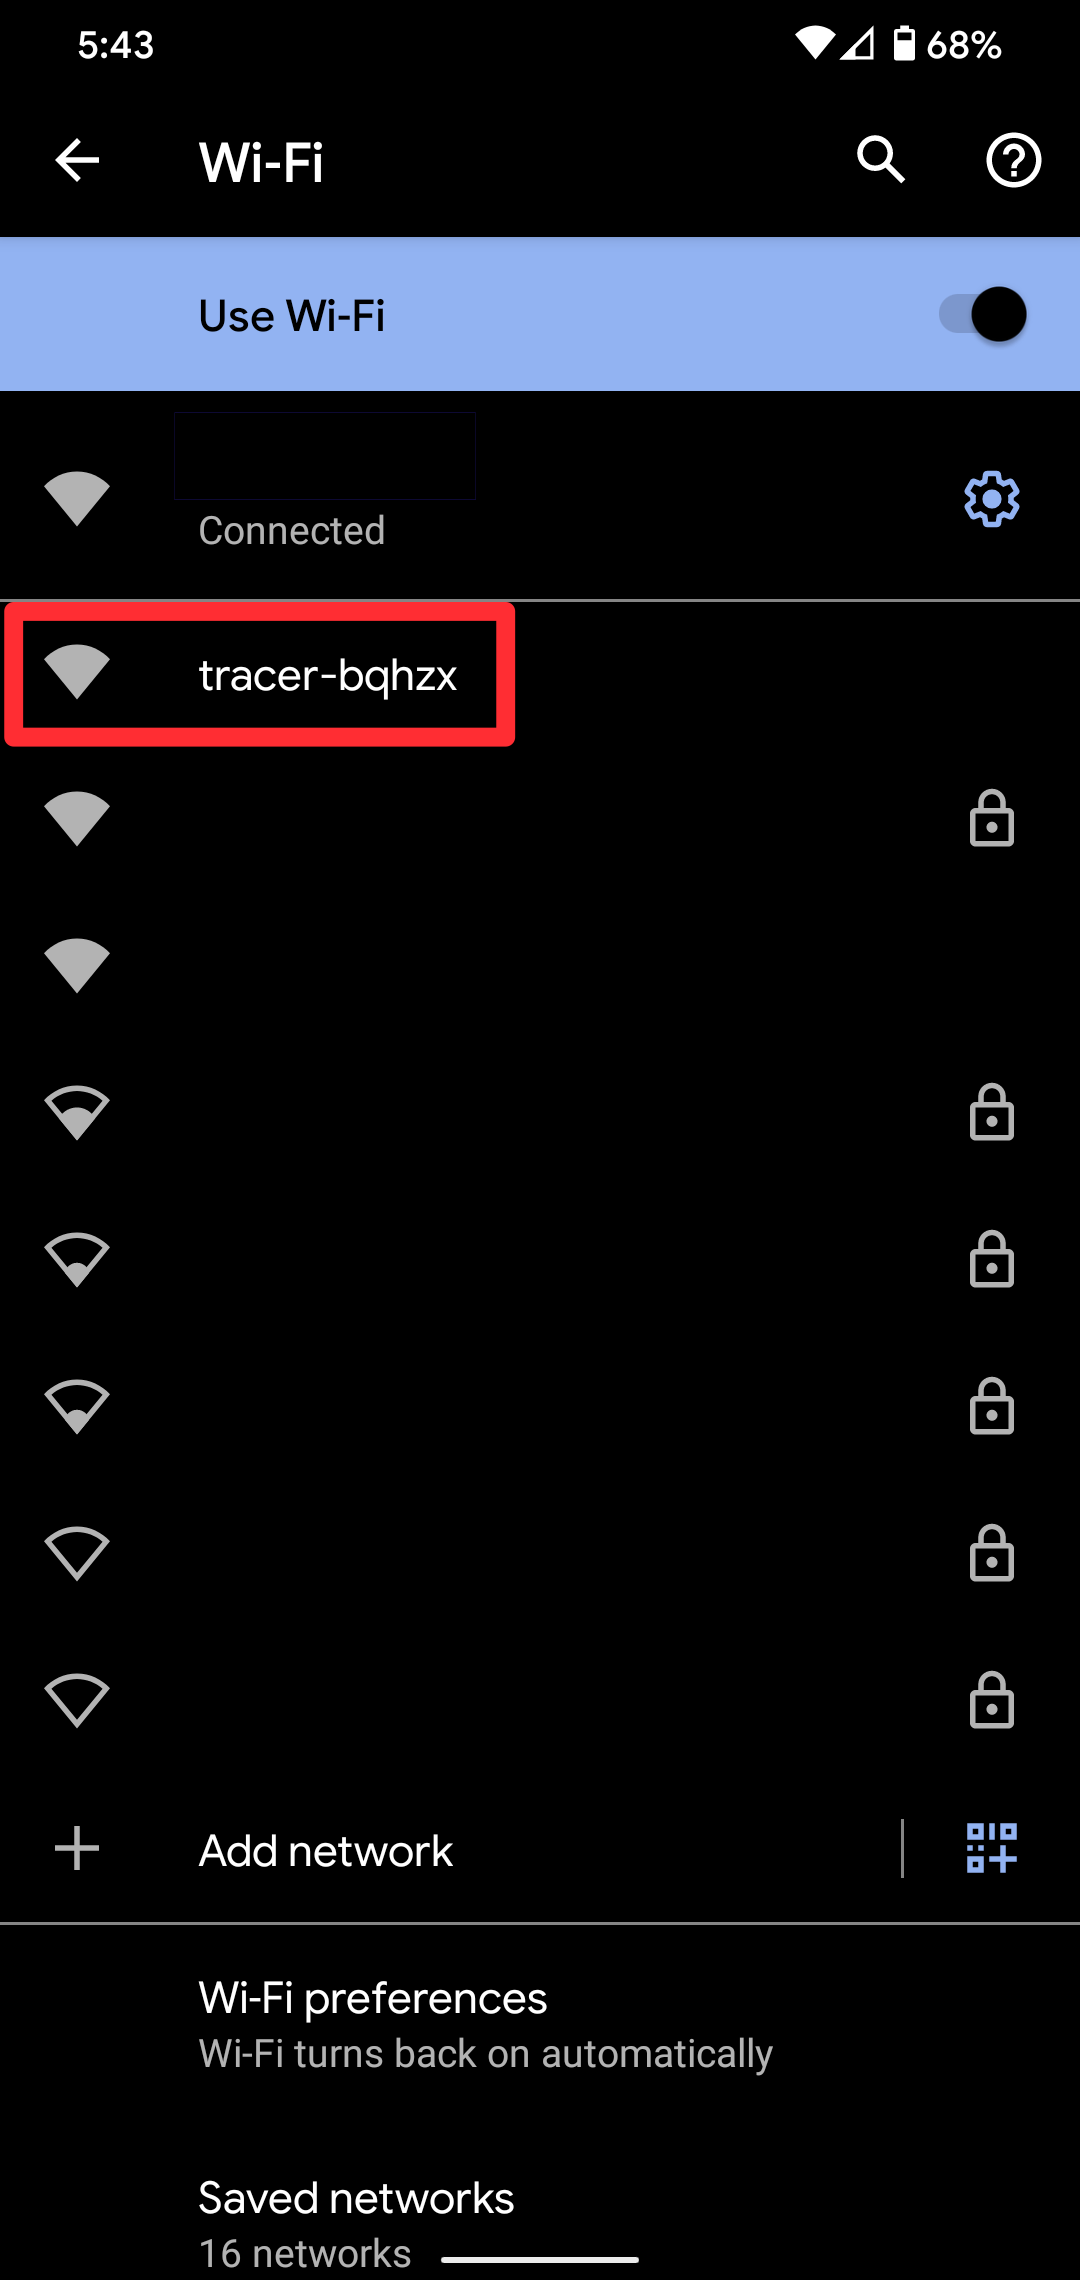 5:43 68%
Wi-Fi
Use Wi-Fi
Connected
tracer-bqhzx
Add network
Wi-Fi preferences
Wi-Fi turns back on automatically
Saved networks
16 networks